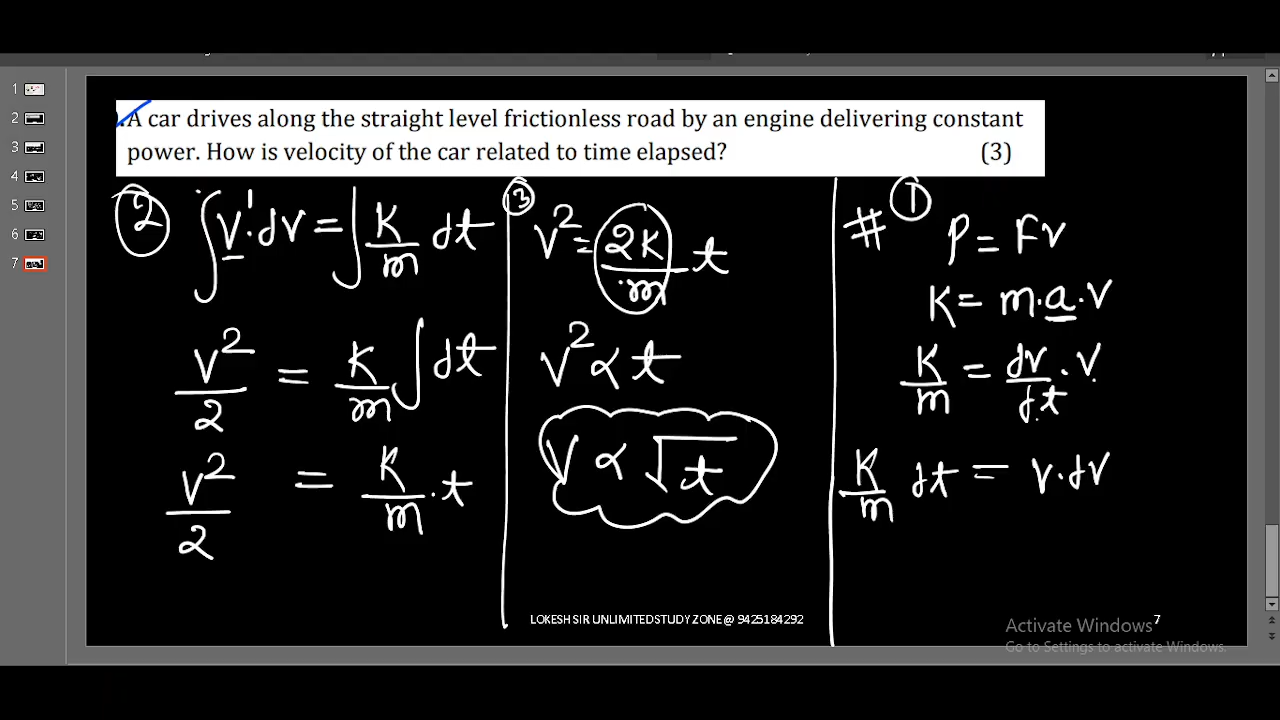 1
2
3
4
5
6
7
A car drives along the straight level frictionless road by an engine delivering constant
power. How is velocity of the car related to time elapsed? (3)
# ①
P = Fv
K = m·a·v
K/m = dv/dt · v
K/m dt = v·dv
②
∫ v¹·dv = ∫ K/m dt
v²/2 = K/m ∫ dt
v²/2 = K/m · t
③
v² = 2K/m t
v² ∝ t
v ∝ √t
LOKESH SIR UNLIMITEDSTUDY ZONE@ 9425184292
7
Activate Windows
Go to Settings to activate Windows.